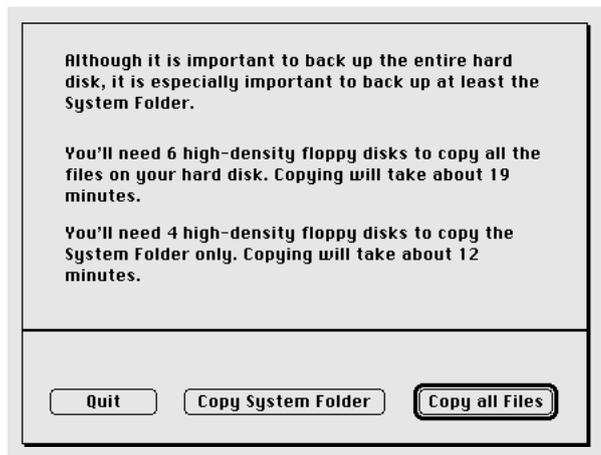 Although it is important to back up the entire hard
disk, it is especially important to back up at least the
System Folder.
You'll need 6 high-density floppy disks to copy all the
files on your hard disk. Copying will take about 19
minutes.
You'll need 4 high-density floppy disks to copy the
System Folder only. Copying will take about 12
minutes.
Quit Copy System Folder Copy all Files